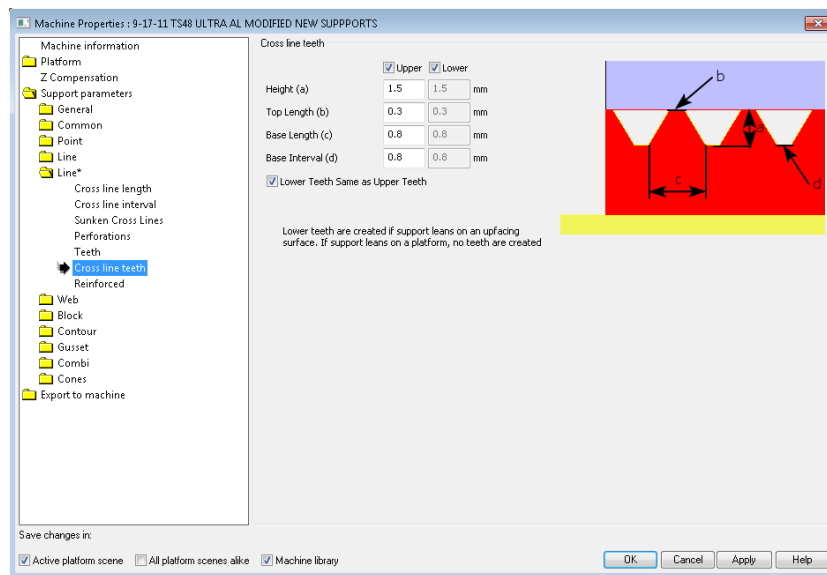 Machine Properties : 9-17-11 TS48 ULTRA AL MODIFIED NEW SUPPPORTS
Machine information
Platform
Z Compensation
Support parameters
General
Common
Point
Line
Line*
Cross line length
Cross line interval
Sunken Cross Lines
Perforations
Teeth
Cross line teeth
Reinforced
Web
Block
Contour
Gusset
Combi
Cones
Export to machine
Cross line teeth
Upper Lower
Height (a) 1.5 1.5 mm
Top Length (b) 0.3 0.3 mm
Base Length (c) 0.8 0.8 mm
Base Interval (d) 0.8 0.8 mm
Lower Teeth Same as Upper Teeth
Lower teeth are created if support leans on an upfacing
surface. If support leans on a platform, no teeth are created
b
a
c
d
Save changes in:
Active platform scene All platform scenes alike Machine library
OK Cancel Apply Help